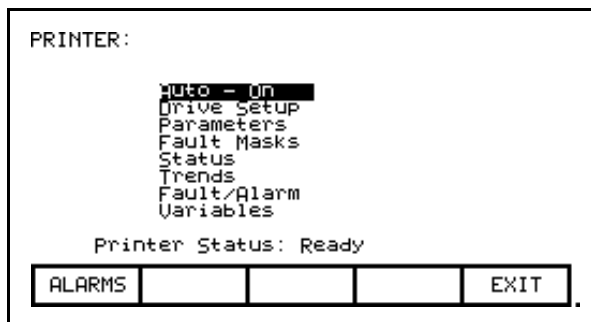 PRINTER:
Auto - On
Drive Setup
Parameters
Fault Masks
Status
Trends
Fault/Alarm
Variables
Printer Status: Ready
ALARMS EXIT